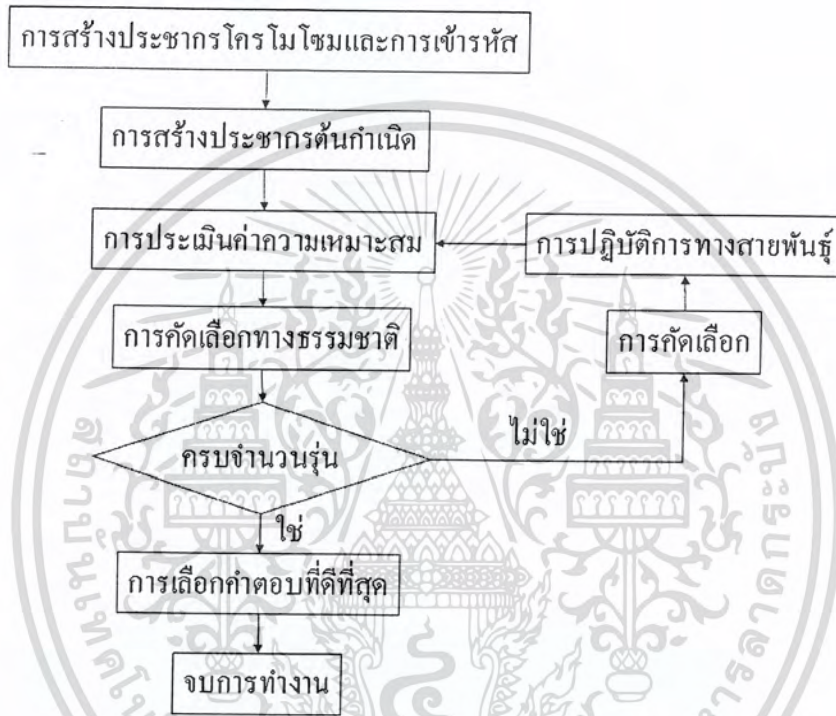 การสร้างประชากรโครโมโซมและการเข้ารหัส
การสร้างประชากรต้นกำเนิด
การประเมินค่าความเหมาะสม
การปฏิบัติการทางสายพันธุ์
การคัดเลือกทางธรรมชาติ
การคัดเลือก
ครบจำนวนรุ่น
ไม่ใช่
ใช่
การเลือกคำตอบที่ดีที่สุด
จบการทำงาน